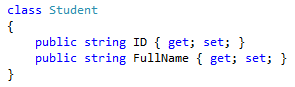 class Student
{
    public string ID { get; set; }
    public string FullName { get; set; }
}